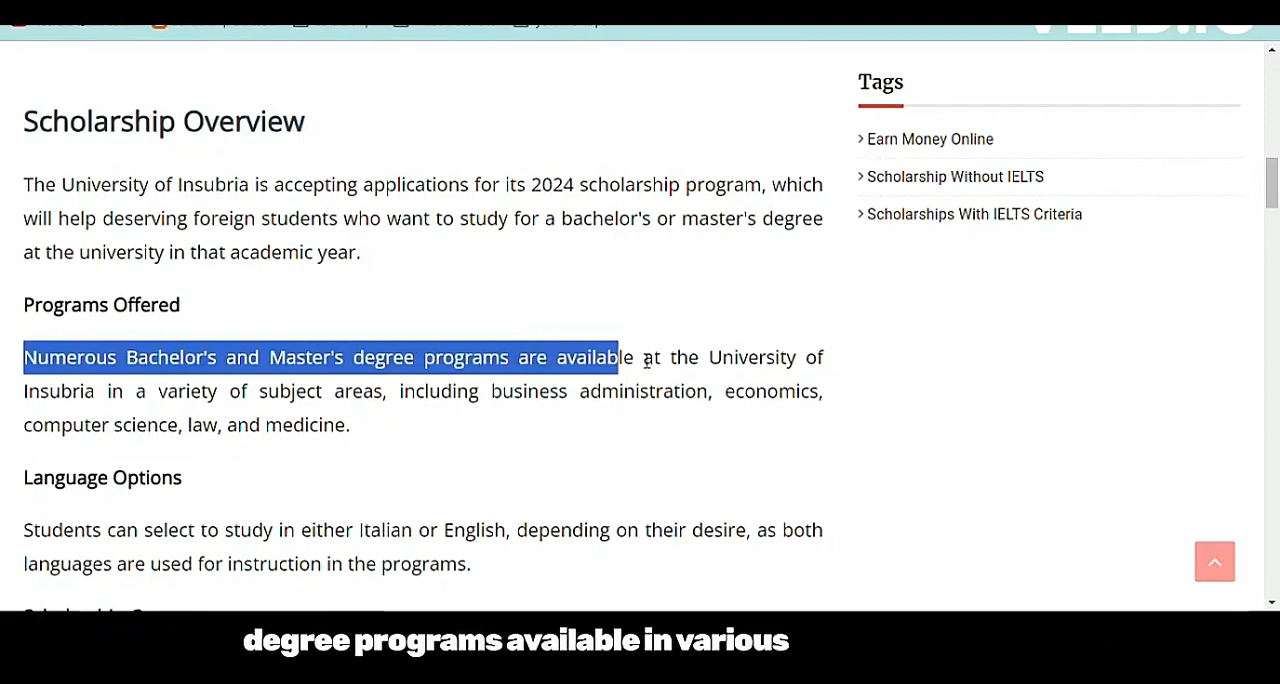 Scholarship Overview
The University of Insubria is accepting applications for its 2024 scholarship program, which
will help deserving foreign students who want to study for a bachelor's or master's degree
at the university in that academic year.
Programs Offered
Numerous Bachelor's and Master's degree programs are available at the University of
Insubria in a variety of subject areas, including business administration, economics,
computer science, law, and medicine.
Language Options
Students can select to study in either Italian or English, depending on their desire, as both
languages are used for instruction in the programs.
Tags
Earn Money Online
Scholarship Without IELTS
Scholarships With IELTS Criteria
degree programs available in various